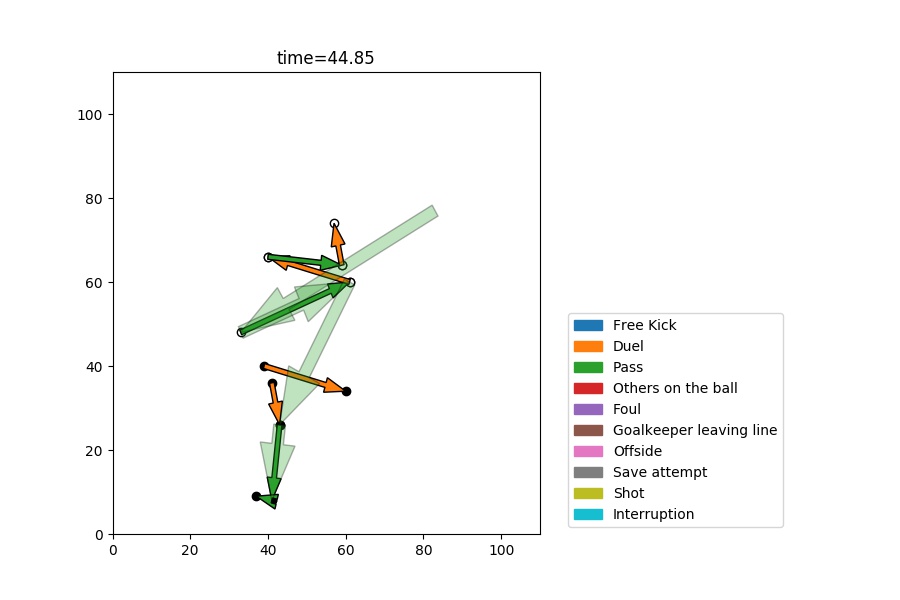 time=44.85
100
80
60
40
20
0
0 20 40 60 80 100
Free Kick
Duel
Pass
Others on the ball
Foul
Goalkeeper leaving line
Offside
Save attempt
Shot
Interruption